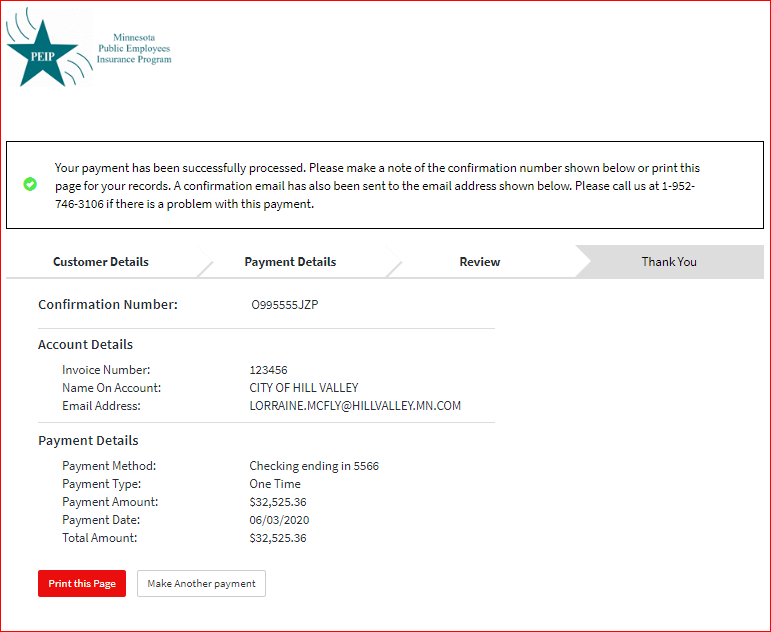 PEIP
Minnesota
Public Employees
Insurance Program
Your payment has been successfully processed. Please make a note of the confirmation number shown below or print this
page for your records. A confirmation email has also been sent to the email address shown below. Please call us at 1-952-
746-3106 if there is a problem with this payment.
Customer Details Payment Details Review Thank You
Confirmation Number: O995555JZP
Account Details
Invoice Number: 123456
Name On Account: CITY OF HILL VALLEY
Email Address: LORRAINE.MCFLY@HILLVALLEY.MN.COM
Payment Details
Payment Method: Checking ending in 5566
Payment Type: One Time
Payment Amount: $32,525.36
Payment Date: 06/03/2020
Total Amount: $32,525.36
Print this Page Make Another payment